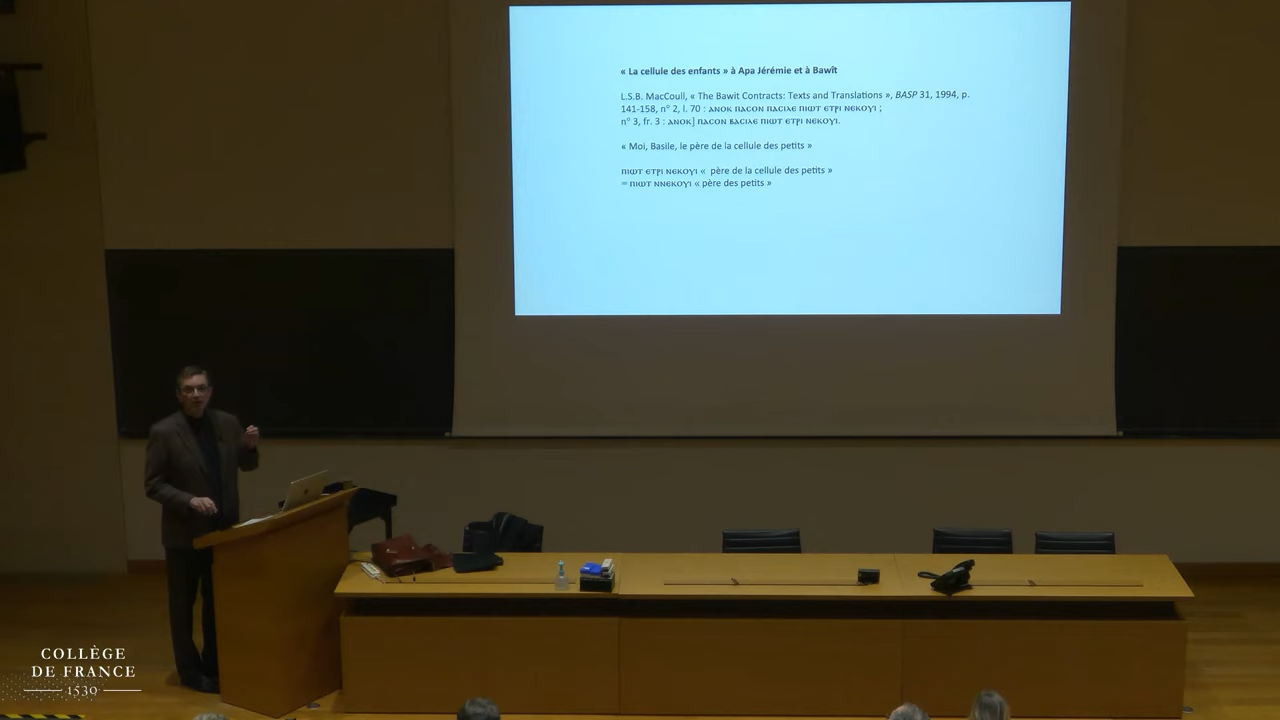 « La cellule des enfants » à Apa Jérémie et à Bawît
L.S.B. MacCoull, « The Bawit Contracts: Texts and Translations », BASP 31, 1994, p.
141-158, n° 2, l. 70 : ⲁⲛⲟⲕ ⲡⲁⲥⲟⲛ ⲡⲁⲥⲓⲗⲉ ⲡⲓⲱⲧ ⲉⲧⲣⲓ ⲛⲉⲕⲟⲩⲓ ;
n° 3, fr. 3 : ⲁⲛⲟⲕ] ⲡⲁⲥⲟⲛ ⲃⲁⲥⲓⲗⲉ ⲡⲓⲱⲧ ⲉⲧⲣⲓ ⲛⲉⲕⲟⲩⲓ.
« Moi, Basile, le père de la cellule des petits »
ⲡⲓⲱⲧ ⲉⲧⲣⲓ ⲛⲉⲕⲟⲩⲓ « père de la cellule des petits »
= ⲡⲓⲱⲧ ⲛⲛⲉⲕⲟⲩⲓ « père des petits »
COLLÈGE
DE FRANCE
1530